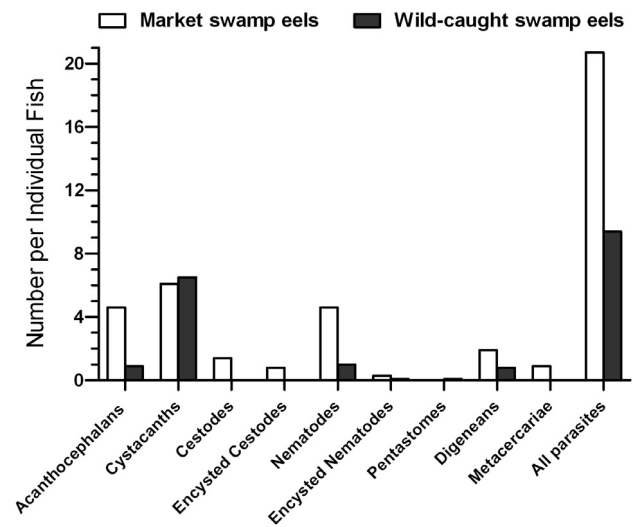 Market swamp eels Wild-caught swamp eels
Number per Individual Fish
20
16
12
8
4
0
Acanthocephalans
Cystacanths
Cestodes
Encysted Cestodes
Nematodes
Encysted Nematodes
Pentastomes
Digeneans
Metacercariae
All parasites